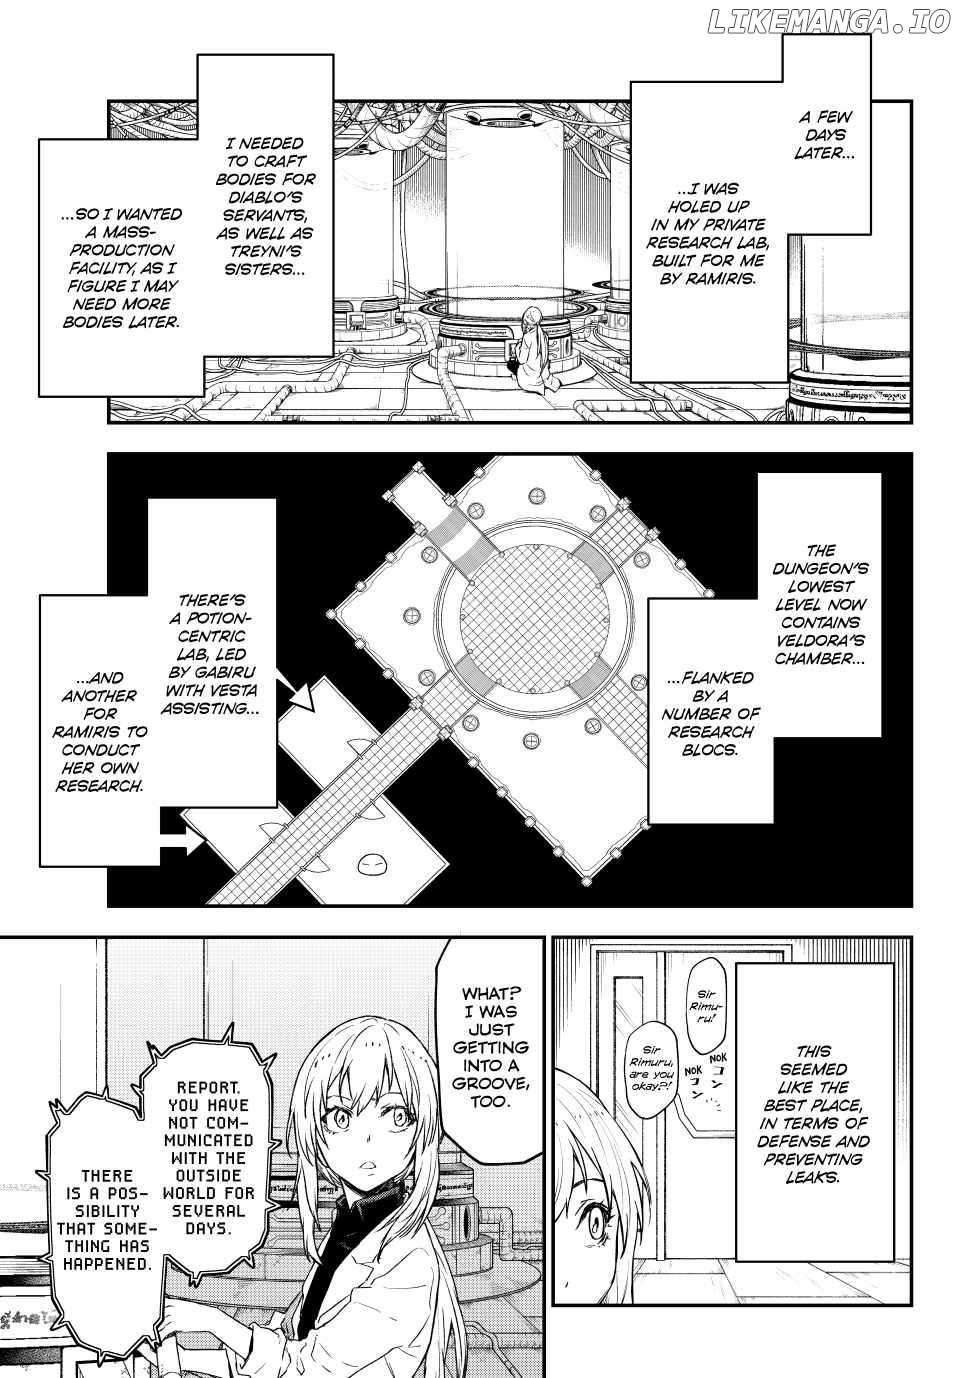 LIKEMANGA.IO
A FEW
DAYS
LATER...
...I WAS
HOLED UP
IN MY PRIVATE
RESEARCH LAB,
BUILT FOR ME
BY RAMIRIS.
I NEEDED
TO CRAFT
BODIES FOR
DIABLO'S
SERVANTS,
AS WELL AS
TREYNI'S
SISTERS...
...SO I WANTED
A MASS-
PRODUCTION
FACILITY, AS I
FIGURE I MAY
NEED MORE
BODIES LATER.
THE
DUNGEON'S
LOWEST
LEVEL NOW
CONTAINS
VELDORA'S
CHAMBER...
...FLANKED
BY A
NUMBER OF
RESEARCH
BLOCS.
THERE'S
A POTION-
CENTRIC
LAB, LED
BY GABIRU
WITH VESTA
ASSISTING...
...AND
ANOTHER
FOR
RAMIRIS TO
CONDUCT
HER OWN
RESEARCH.
THIS
SEEMED
LIKE THE
BEST PLACE,
IN TERMS OF
DEFENSE AND
PREVENTING
LEAKS.
Sir
Rimu-
ru!
NOK
コン
Sir
Rimuru,
are you
okay?!
NOK
コン
WHAT?
I WAS
JUST
GETTING
INTO A
GROOVE,
TOO.
REPORT.
YOU HAVE
NOT COM-
MUNICATED
WITH THE
OUTSIDE
WORLD FOR
SEVERAL
DAYS.
THERE
IS A POS-
SIBILITY
THAT SOME-
THING HAS
HAPPENED.